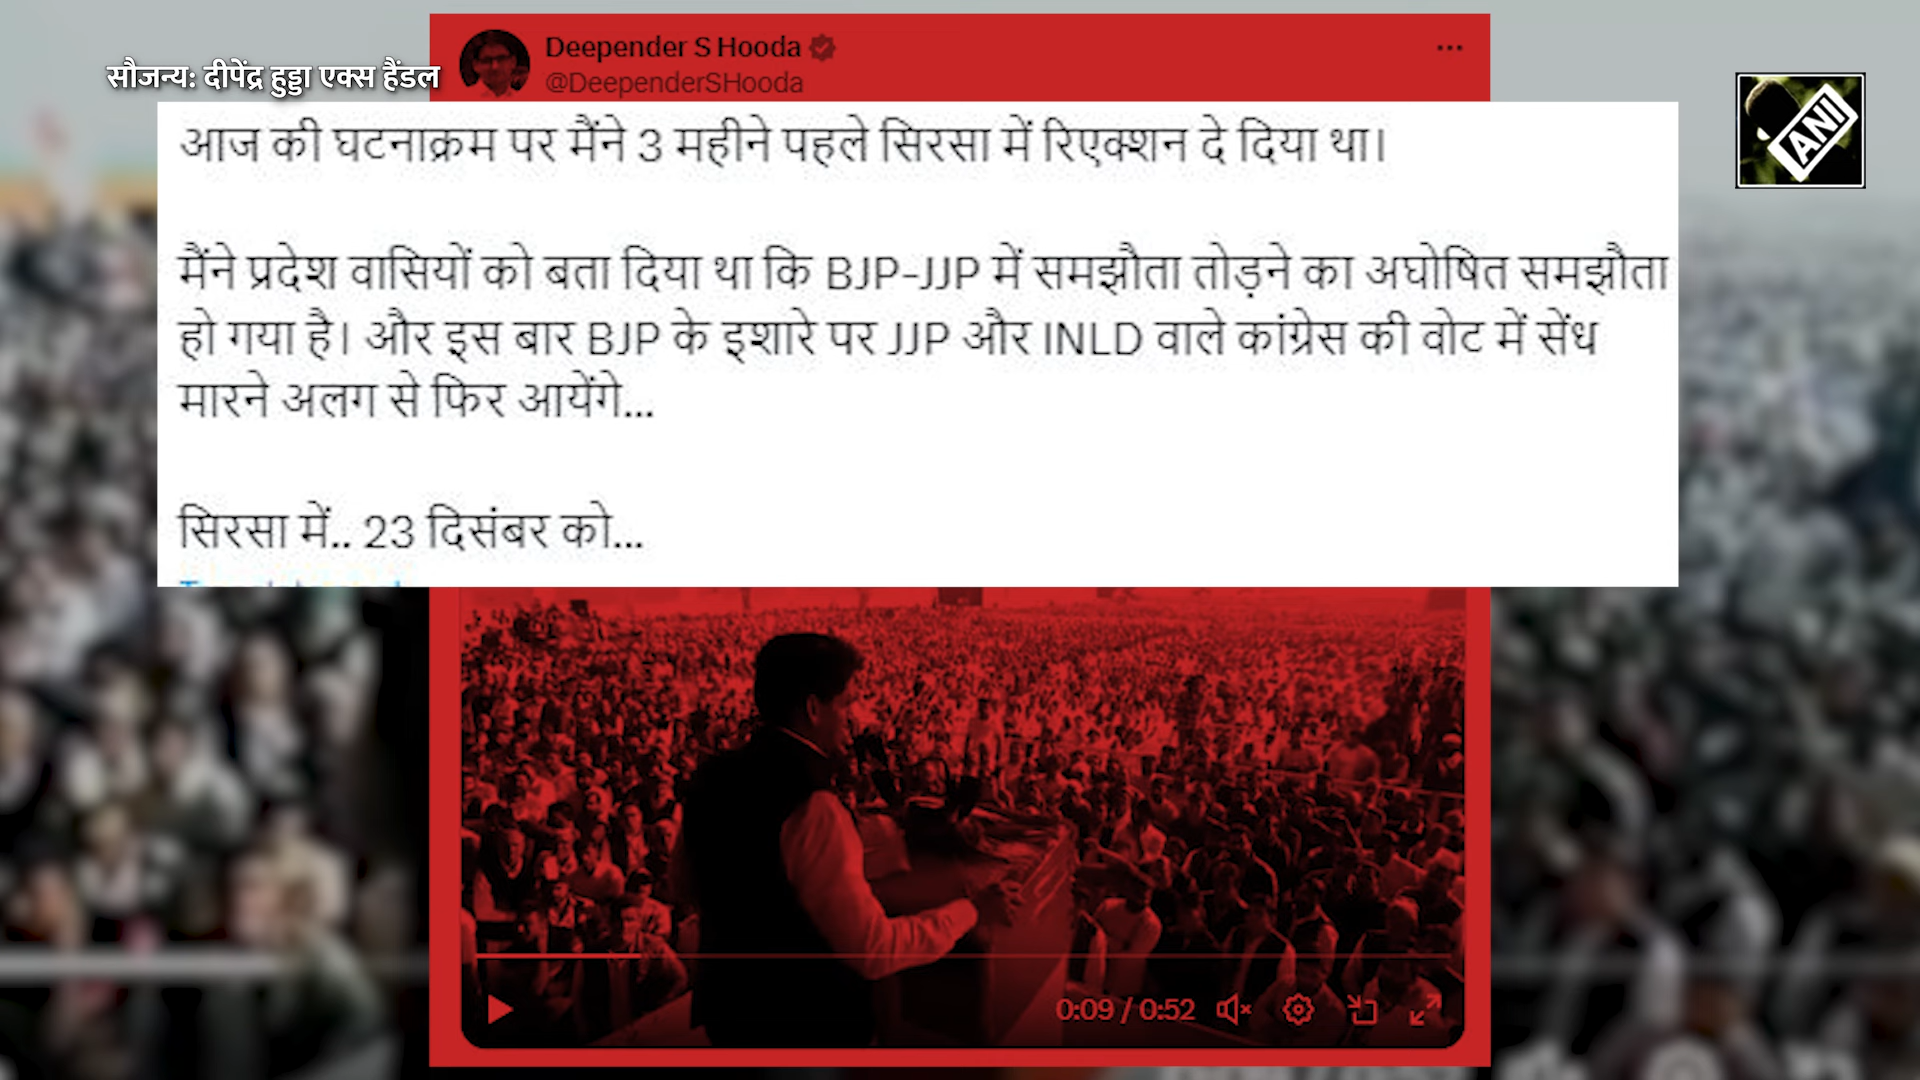 Deepender S Hooda
सौजन्य: दीपेंद्र हुड्डा एक्स हैंडल
@DeependerSHooda
ANI
आज की घटनाक्रम पर मैंने 3 महीने पहले सिरसा में रिएक्शन दे दिया था।
मैंने प्रदेश वासियों को बता दिया था कि BJP-JJP में समझौता तोड़ने का अघोषित समझौता
हो गया है। और इस बार BJP के इशारे पर JJP और INLD वाले कांग्रेस की वोट में सेंध
मारने अलग से फिर आयेंगे...
सिरसा में.. 23 दिसंबर को...
0:09 / 0:52